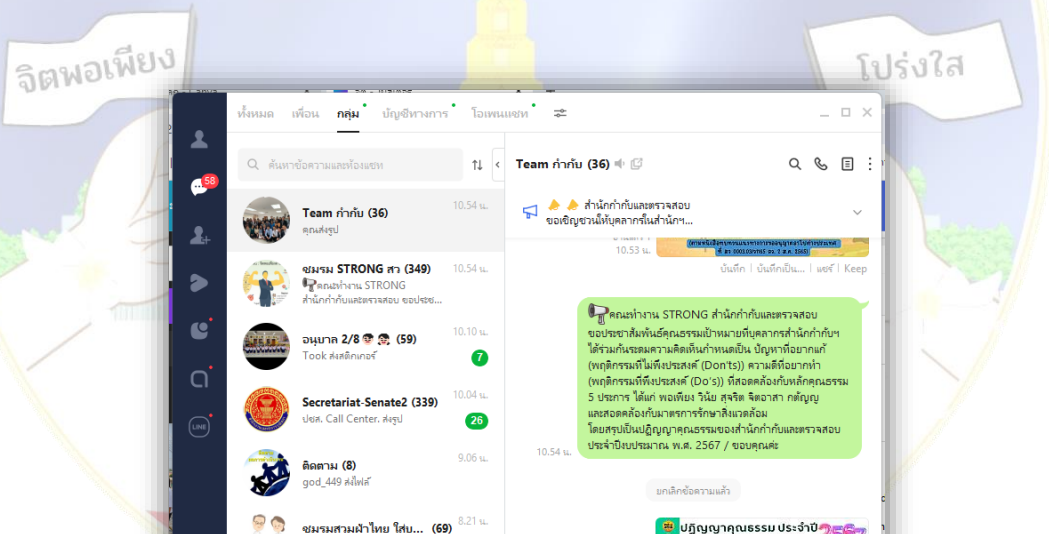 จิตพอเพียง
โปร่งใส
ทั้งหมด เพื่อน กลุ่ม บัญชีทางการ โอเพนแชท
58
ค้นหาข้อความและห้องแชท
Team กำกับ (36) 10.54 น.
คุณส่งรูป
ชมรม STRONG สว (349) 10.54 น.
คณะทำงาน STRONG
สำนักกำกับและตรวจสอบ ขอประช...
อนุบาล 2/8 (59) 10.10 น.
Took ส่งสติกเกอร์ 7
Secretariat-Senate2 (339) 10.04 น.
ปชส. Call Center. ส่งรูป 26
ติดตาม (8) 9.06 น.
god_449 ส่งไฟล์
ชมรมสวมผ้าไทย ใส่บ... (69) 8.21 น.
LINE
Team กำกับ (36)
สำนักกำกับและตรวจสอบ
ขอเชิญชวนให้บุคลากรในสำนักฯ...
10.53 น.
บันทึก | บันทึกเป็น... | แชร์ | Keep
คณะทำงาน STRONG สำนักกำกับและตรวจสอบ
ขอประชาสัมพันธ์คุณธรรมเป้าหมายที่บุคลากรสำนักกำกับฯ
ได้ร่วมกันระดมความคิดเห็นกำหนดเป็น ปัญหาที่อยากแก้
(พฤติกรรมที่ไม่พึงประสงค์ (Don'ts)) ความดีที่อยากทำ
(พฤติกรรมที่พึงประสงค์ (Do's)) ที่สอดคล้องกับหลักคุณธรรม
5 ประการ ได้แก่ พอเพียง วินัย สุจริต จิตอาสา กตัญญู
และสอดคล้องกับมาตรการรักษาสิ่งแวดล้อม
โดยสรุปเป็นปฏิญญาคุณธรรมของสำนักกำกับและตรวจสอบ
ประจำปีงบประมาณ พ.ศ. 2567 / ขอบคุณค่ะ
10.54 น.
ยกเลิกข้อความแล้ว
ปฏิญญาคุณธรรม ประจำปี 2567